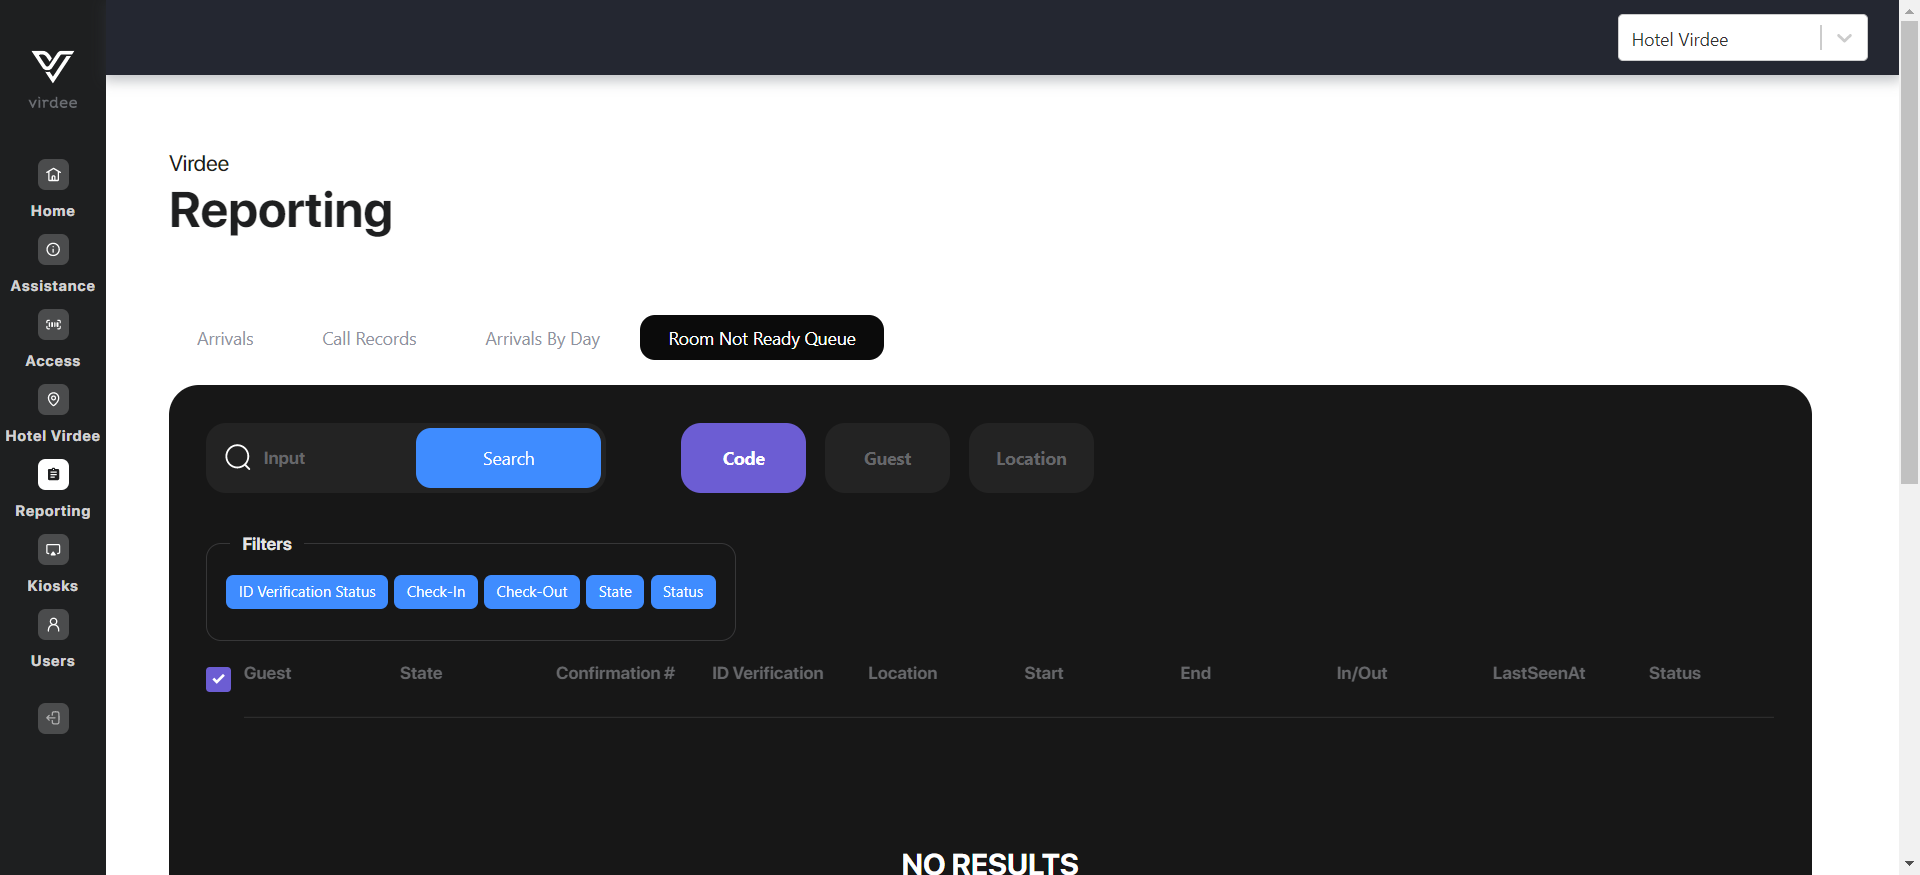 virdee
Home
Assistance
Access
Hotel Virdee
Reporting
Kiosks
Users
Hotel Virdee
Virdee
Reporting
Arrivals Call Records Arrivals By Day Room Not Ready Queue
Input Search Code Guest Location
Filters
ID Verification Status Check-In Check-Out State Status
Guest State Confirmation # ID Verification Location Start End In/Out LastSeenAt Status
NO RESULTS